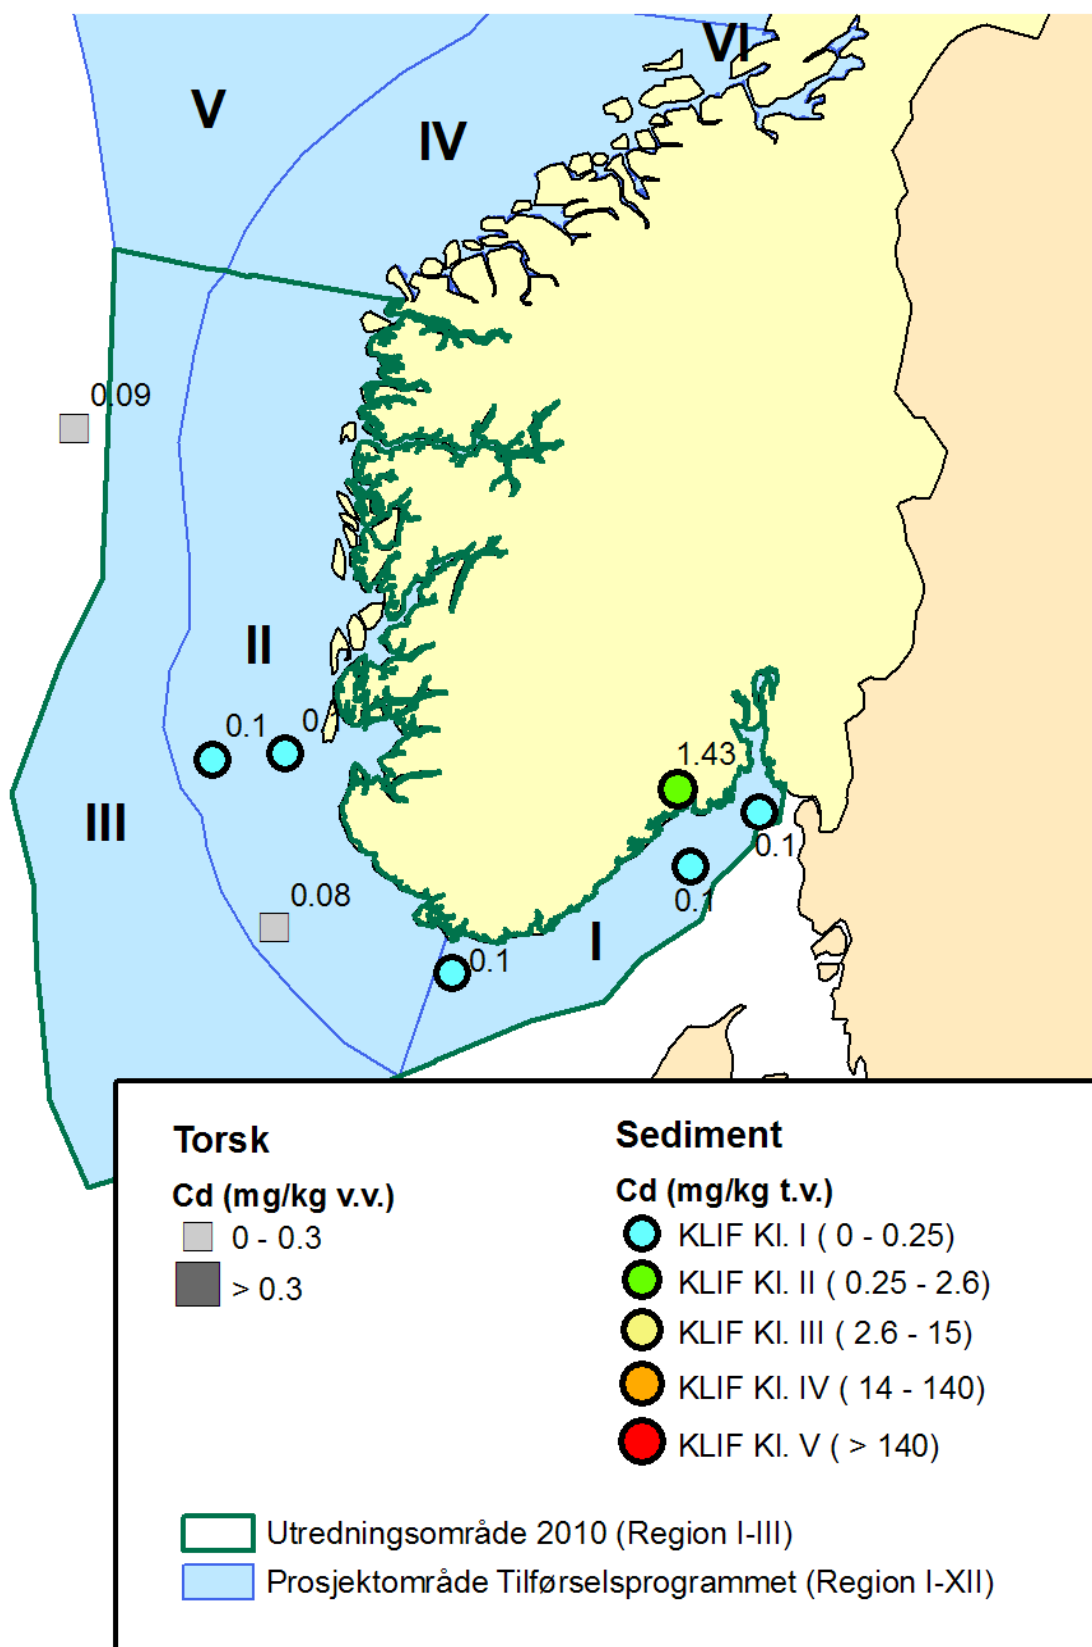 VI
V
IV
0.09
II
0.1
0.
1.43
III
0.1
0.08
0.1
I
0.1
Torsk
Cd (mg/kg v.v.)
0 - 0.3
> 0.3
Sediment
Cd (mg/kg t.v.)
KLIF Kl. I ( 0 - 0.25)
KLIF Kl. II ( 0.25 - 2.6)
KLIF Kl. III ( 2.6 - 15)
KLIF Kl. IV ( 14 - 140)
KLIF Kl. V ( > 140)
Utredningsområde 2010 (Region I-III)
Prosjektområde Tilførselsprogrammet (Region I-XII)